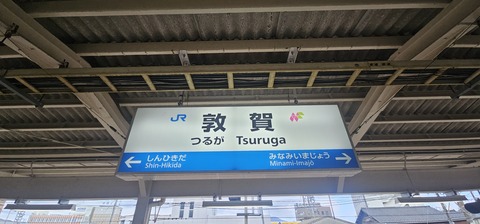 JR 敦賀
つるが Tsuruga
しんひきだ みなみいまじょう
Shin-Hikida Minami-Imajō